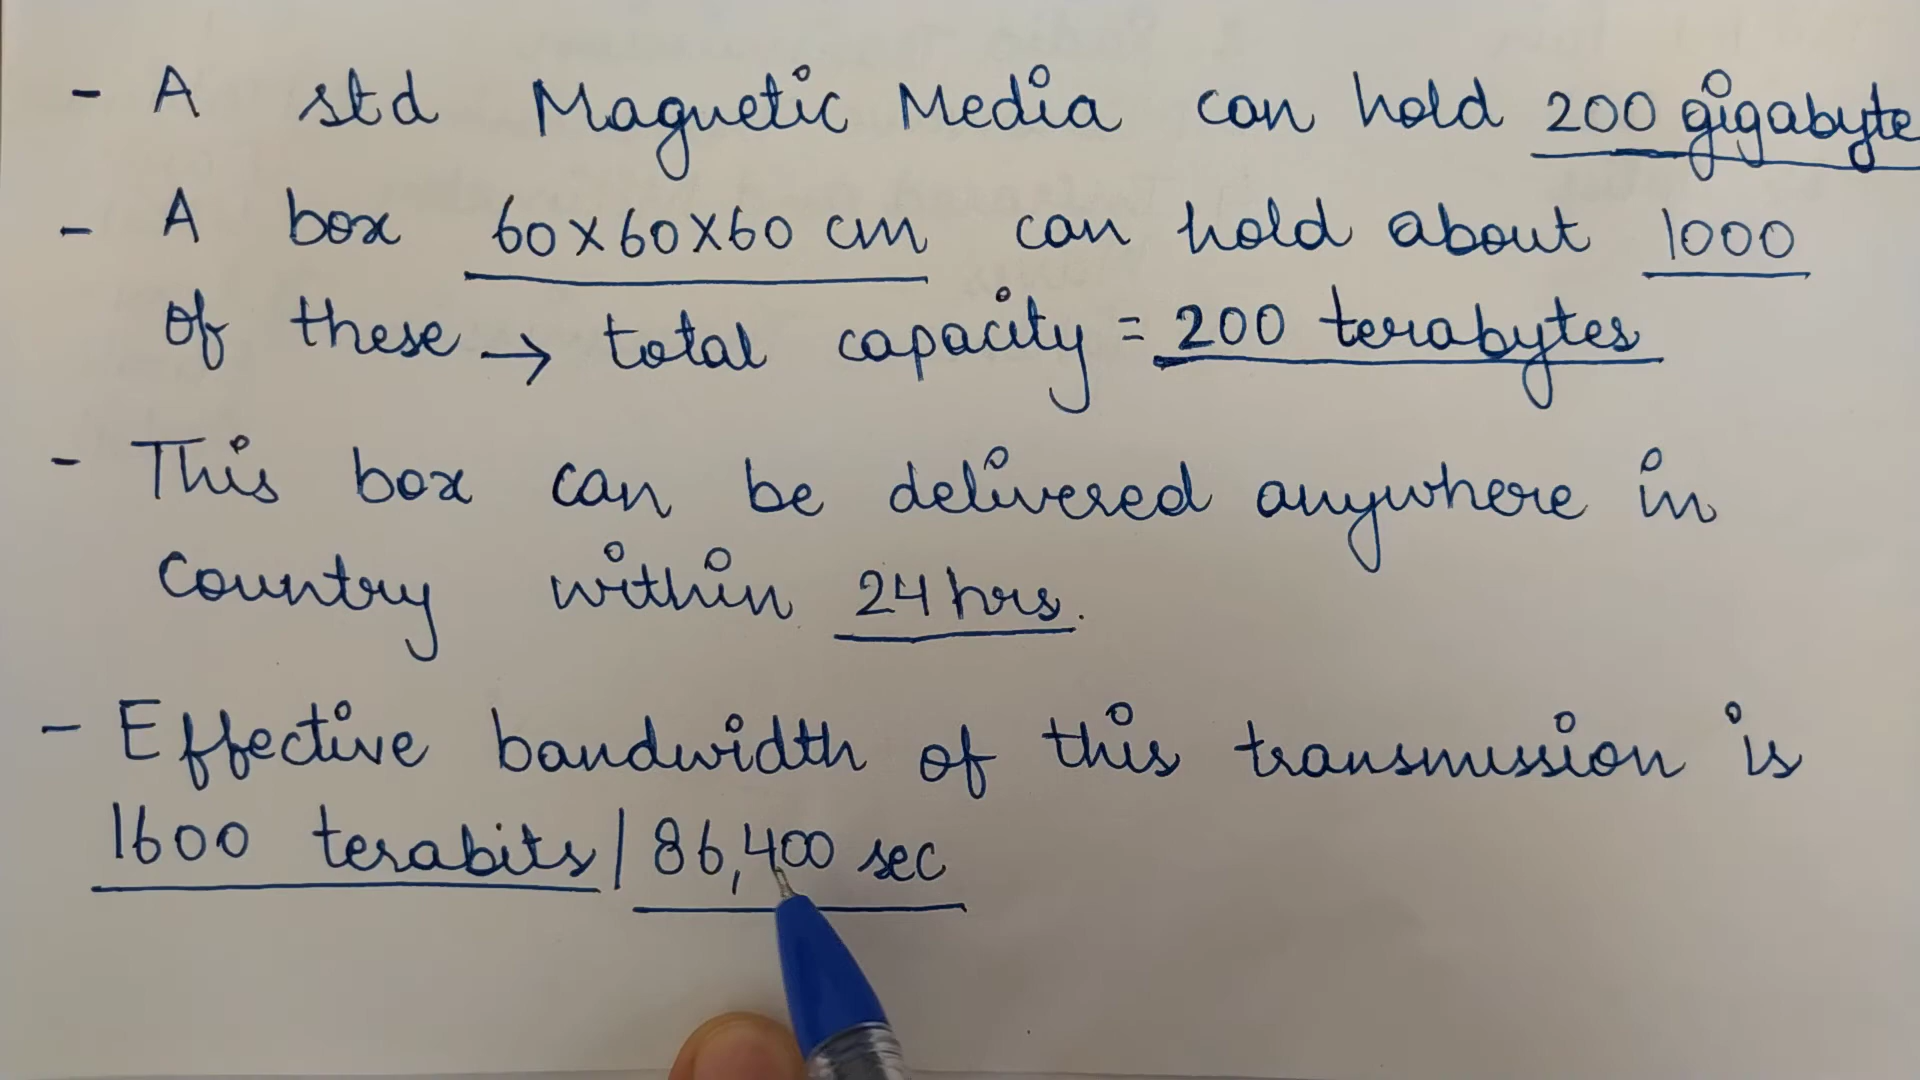 - A std Magnetic Media can hold 200 gigabyte
- A box 60x60x60 cm can hold about 1000
of these → total capacity = 200 terabytes
- This box can be delivered anywhere in
country within 24 hrs.
- Effective bandwidth of this transmission is
1600 terabits / 86,400 sec